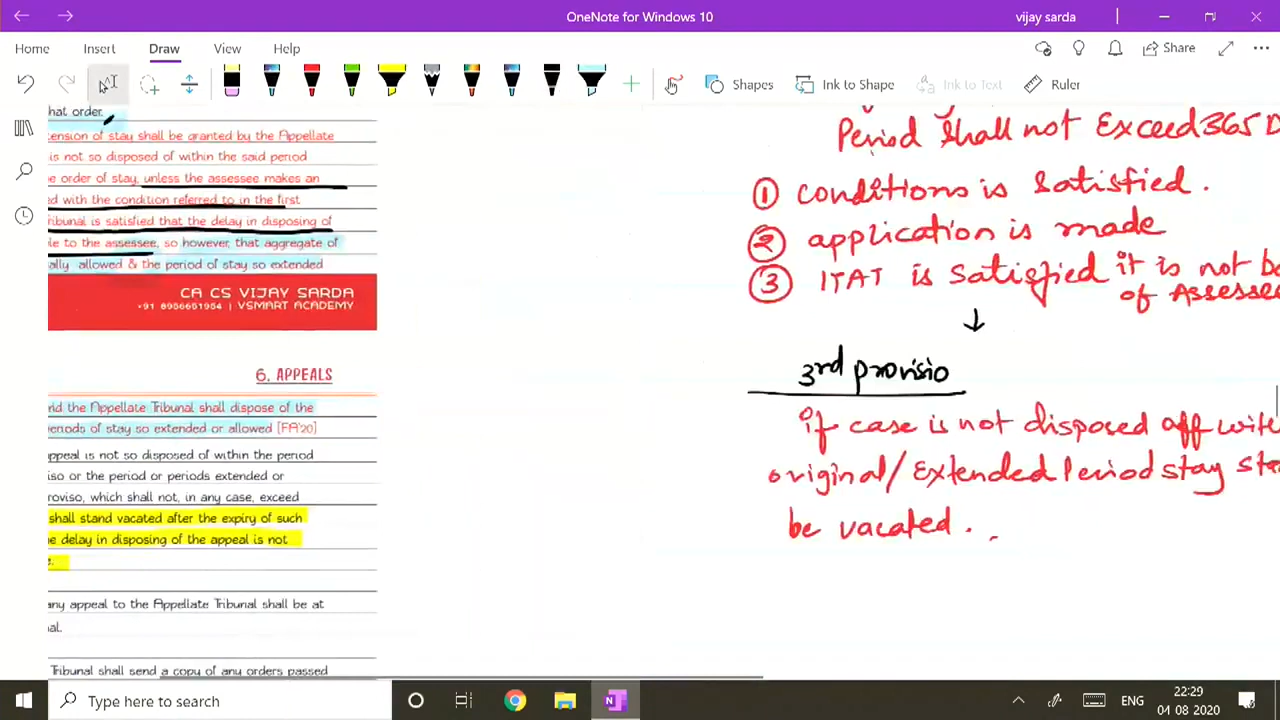 OneNote for Windows 10
vijay sarda
Home
Insert
Draw
View
Help
Share
Shapes
Ink to Shape
Ink to Text
Ruler
hat order.
tension of stay shall be granted by the Appellate
is not so disposed of within the said period
e order of stay, unless the assessee makes an
ed with the condition referred to in the first
ribunal is satisfied that the delay in disposing of
le to the assessee, so however, that aggregate of
ally allowed & the period of stay so extended
CA CS VIJAY SARDA
+91 8956651954 | VSMART ACADEMY
6. APPEALS
nd the Appellate Tribunal shall dispose of the
periods of stay so extended or allowed [FA'20]
appeal is not so disposed of within the period
iso or the period or periods extended or
roviso, which shall not, in any case, exceed
shall stand vacated after the expiry of such
he delay in disposing of the appeal is not
e.
any appeal to the Appellate Tribunal shall be at
nal.
Tribunal shall send a copy of any orders passed
Period shall not Exceed 365 D
① conditions is satisfied.
② application is made
③ ITAT is satisfied it is not b
of Assessee
3rd provisio
if case is not disposed off with
original/Extended Period stay sta
be vacated.
Type here to search
ENG
22:29
04-08-2020